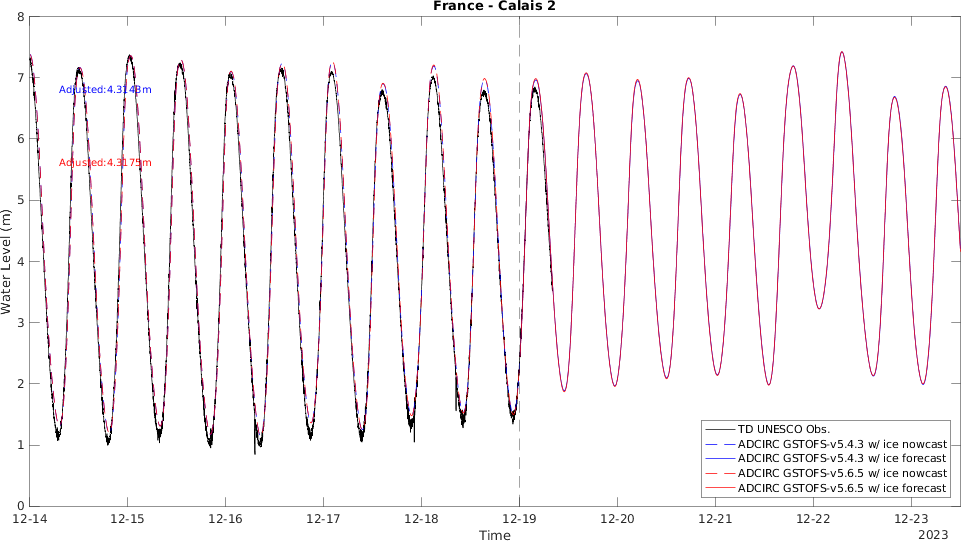 France - Calais 2
8
7
6
5
4
3
2
1
0
Water Level (m)
Adjusted:4.3143m
Adjusted:4.3175m
TD UNESCO Obs.
ADCIRC GSTOFS-v5.4.3 w/ ice nowcast
ADCIRC GSTOFS-v5.4.3 w/ ice forecast
ADCIRC GSTOFS-v5.6.5 w/ ice nowcast
ADCIRC GSTOFS-v5.6.5 w/ ice forecast
12-14 12-15 12-16 12-17 12-18 12-19 12-20 12-21 12-22 12-23
Time
2023